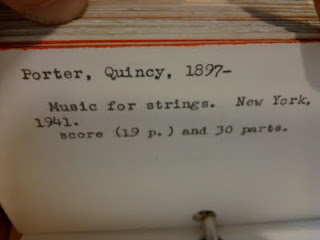 Porter, Quincy, 1897-
Music for strings. New York,
1941.
score (19 p.) and 30 parts.